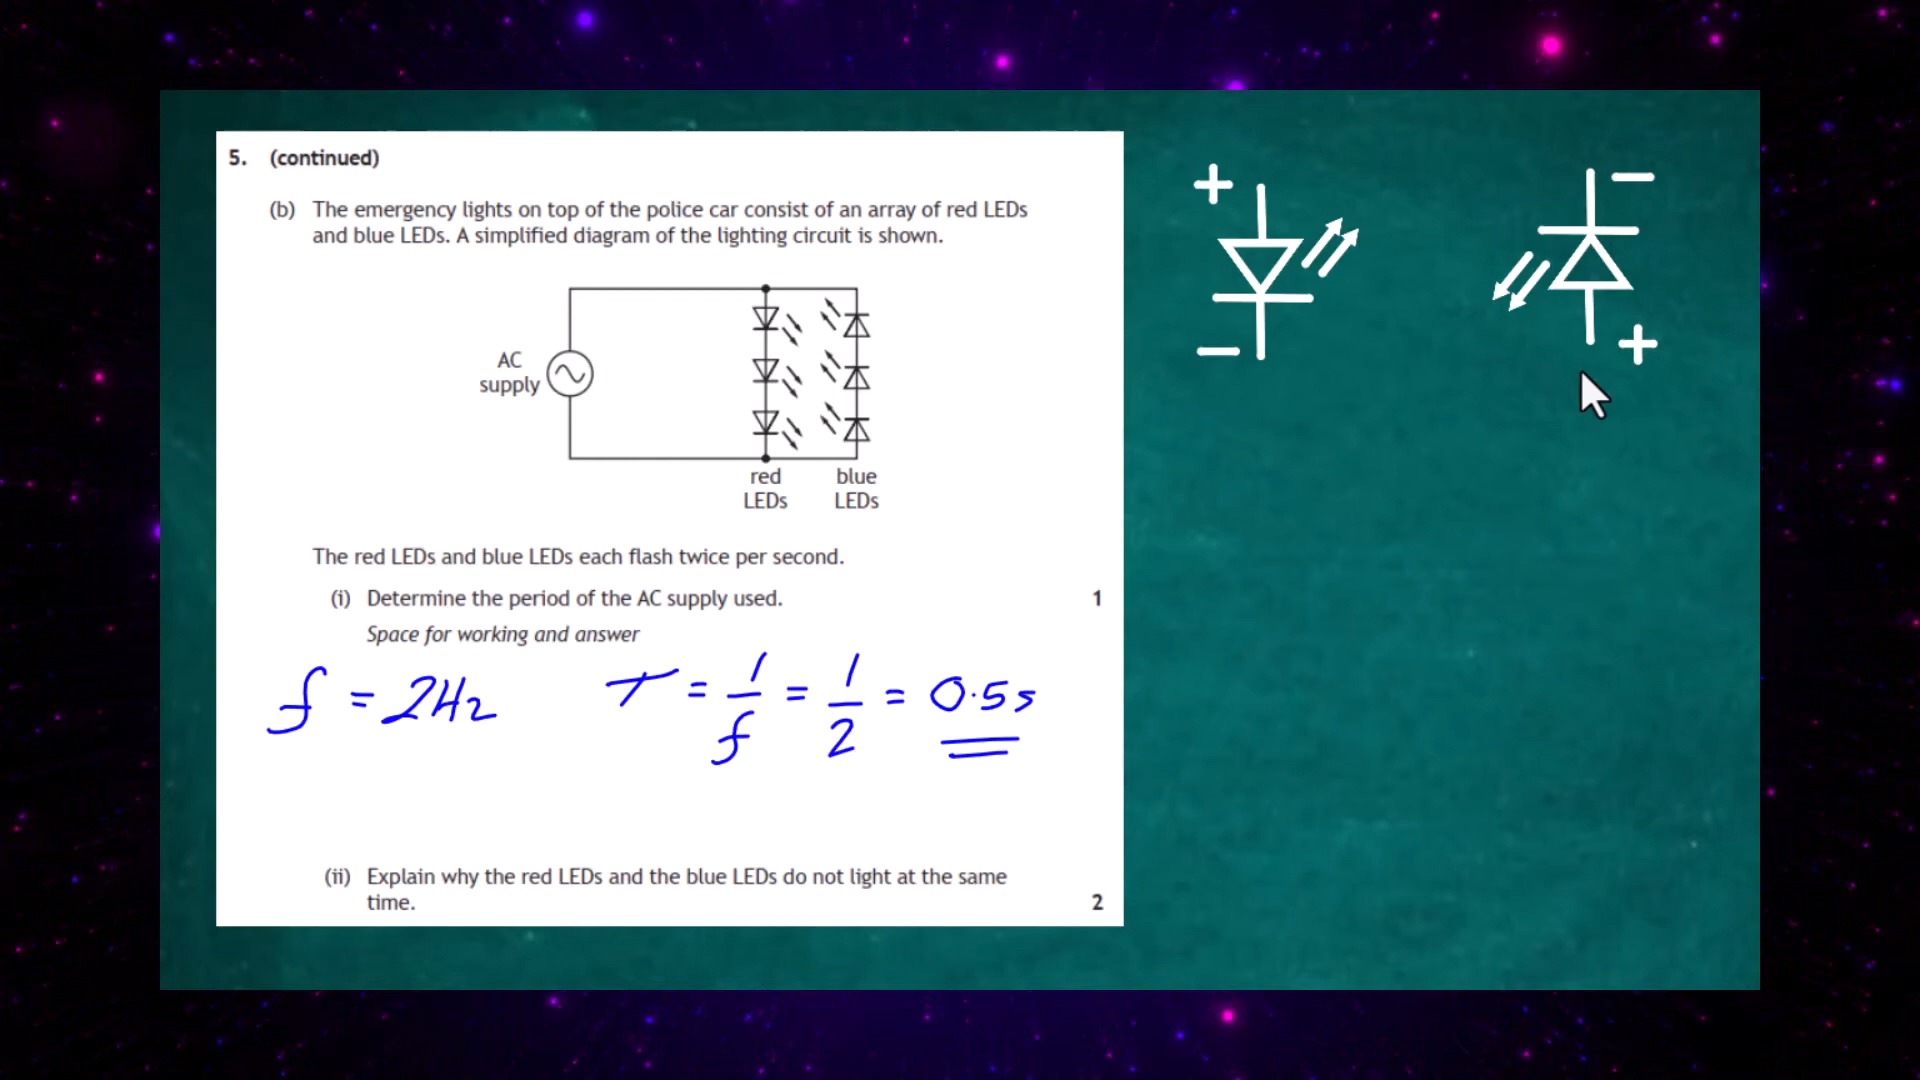 5. (continued)
(b) The emergency lights on top of the police car consist of an array of red LEDs
and blue LEDs. A simplified diagram of the lighting circuit is shown.
AC
supply
red
LEDs
blue
LEDs
The red LEDs and blue LEDs each flash twice per second.
(i) Determine the period of the AC supply used. 1
Space for working and answer
f = 2Hz T = 1/f = 1/2 = 0.5s
(ii) Explain why the red LEDs and the blue LEDs do not light at the same
time. 2
+ −
− +